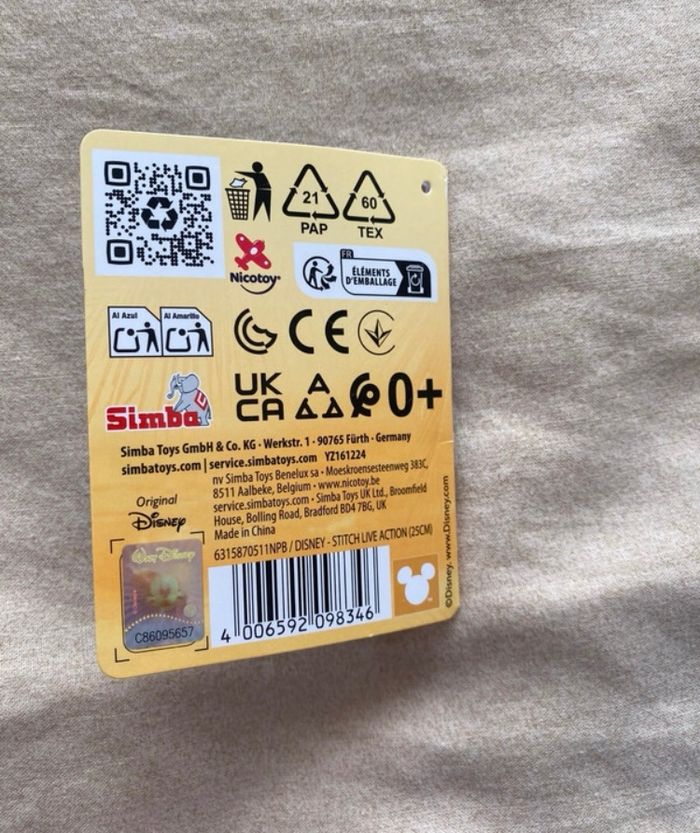 21
PAP
60
TEX
Nicotoy®
FR
ÉLÉMENTS
D'EMBALLAGE
Al Azul
Al Amarillo
CE
UK
CA
0+
Simba
Simba Toys GmbH & Co. KG · Werkstr. 1 · 90765 Fürth · Germany
simbatoys.com | service.simbatoys.com YZ161224
nv Simba Toys Benelux sa · Moeskroensesteenweg 383C,
8511 Aalbeke, Belgium · www.nicotoy.be
service.simbatoys.com · Simba Toys UK Ltd., Broomfield
House, Bolling Road, Bradford BD4 7BG, UK
Made in China
Original
Disney
6315870511NPB / DISNEY - STITCH LIVE ACTION (25CM)
Walt Disney
C86095657
4 006592 098346
©Disney. www.Disney.com